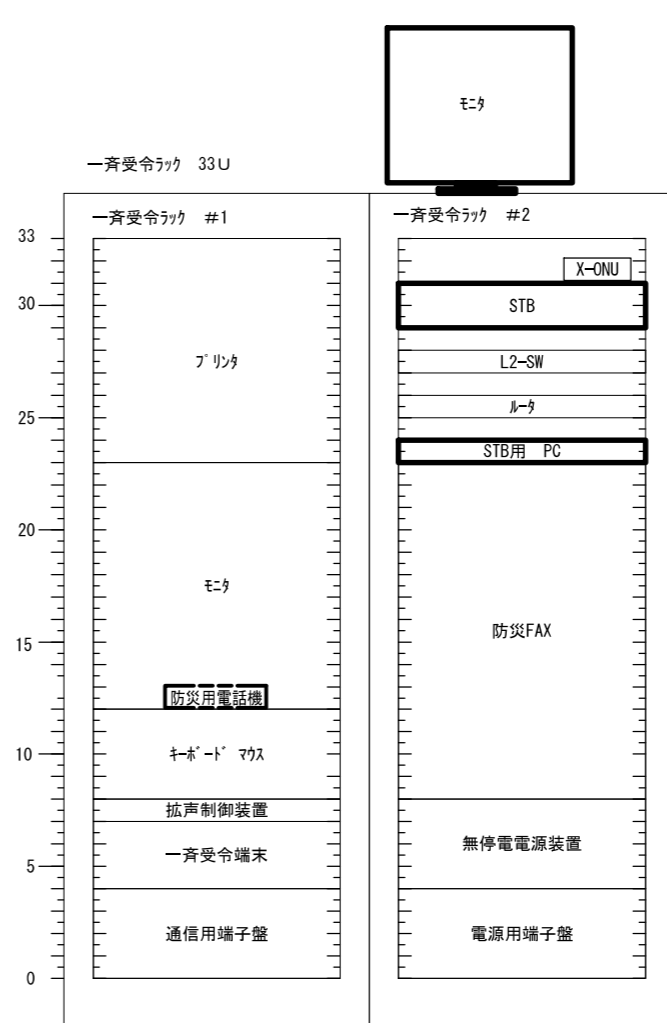 ﾓﾆﾀ
一斉受令ﾗｯｸ 33U
一斉受令ﾗｯｸ #1
一斉受令ﾗｯｸ #2
33
X-ONU
30
STB
ﾌﾟﾘﾝﾀ
L2-SW
ﾙｰﾀ
25
STB用 PC
20
ﾓﾆﾀ
防災FAX
15
防災用電話機
10
ｷｰﾎﾞｰﾄﾞ ﾏｳｽ
拡声制御装置
無停電電源装置
一斉受令端末
5
通信用端子盤
電源用端子盤
0